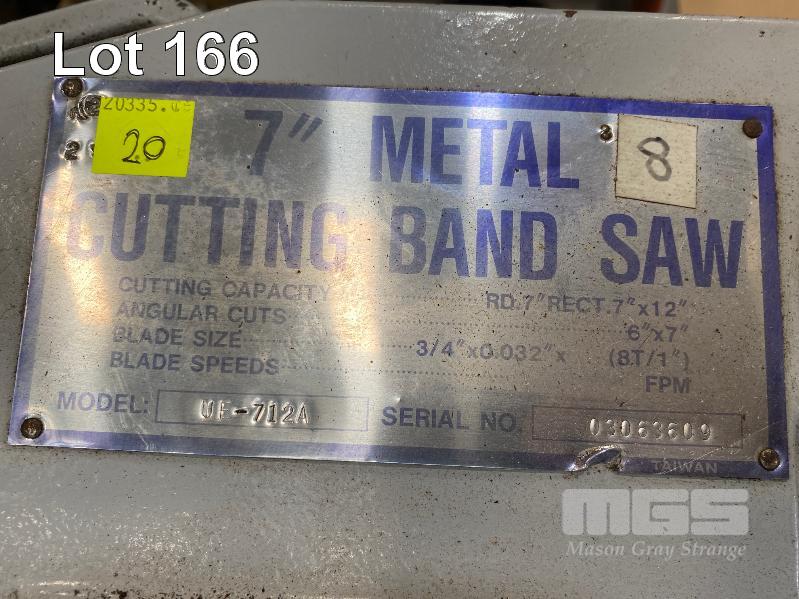 Lot 166
20335.
20
8
7" METAL
CUTTING BAND SAW
CUTTING CAPACITY RD.7" RECT.7"x12"
ANGULAR CUTS 6"x7"
BLADE SIZE 3/4"x0.032"x (8T/1")
BLADE SPEEDS FPM
MODEL: UE-712A SERIAL NO. 03063609
TAIWAN
MGS
Mason Gray Strange